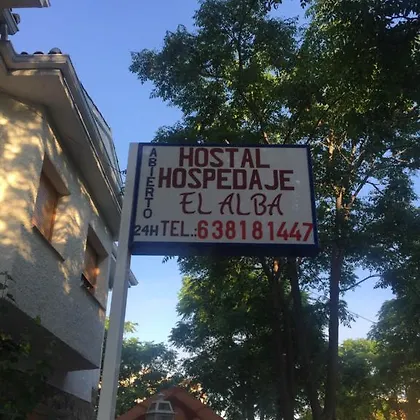 ABIERTO
24H
HOSTAL
HOSPEDAJE
EL ALBA
TEL.:638181447